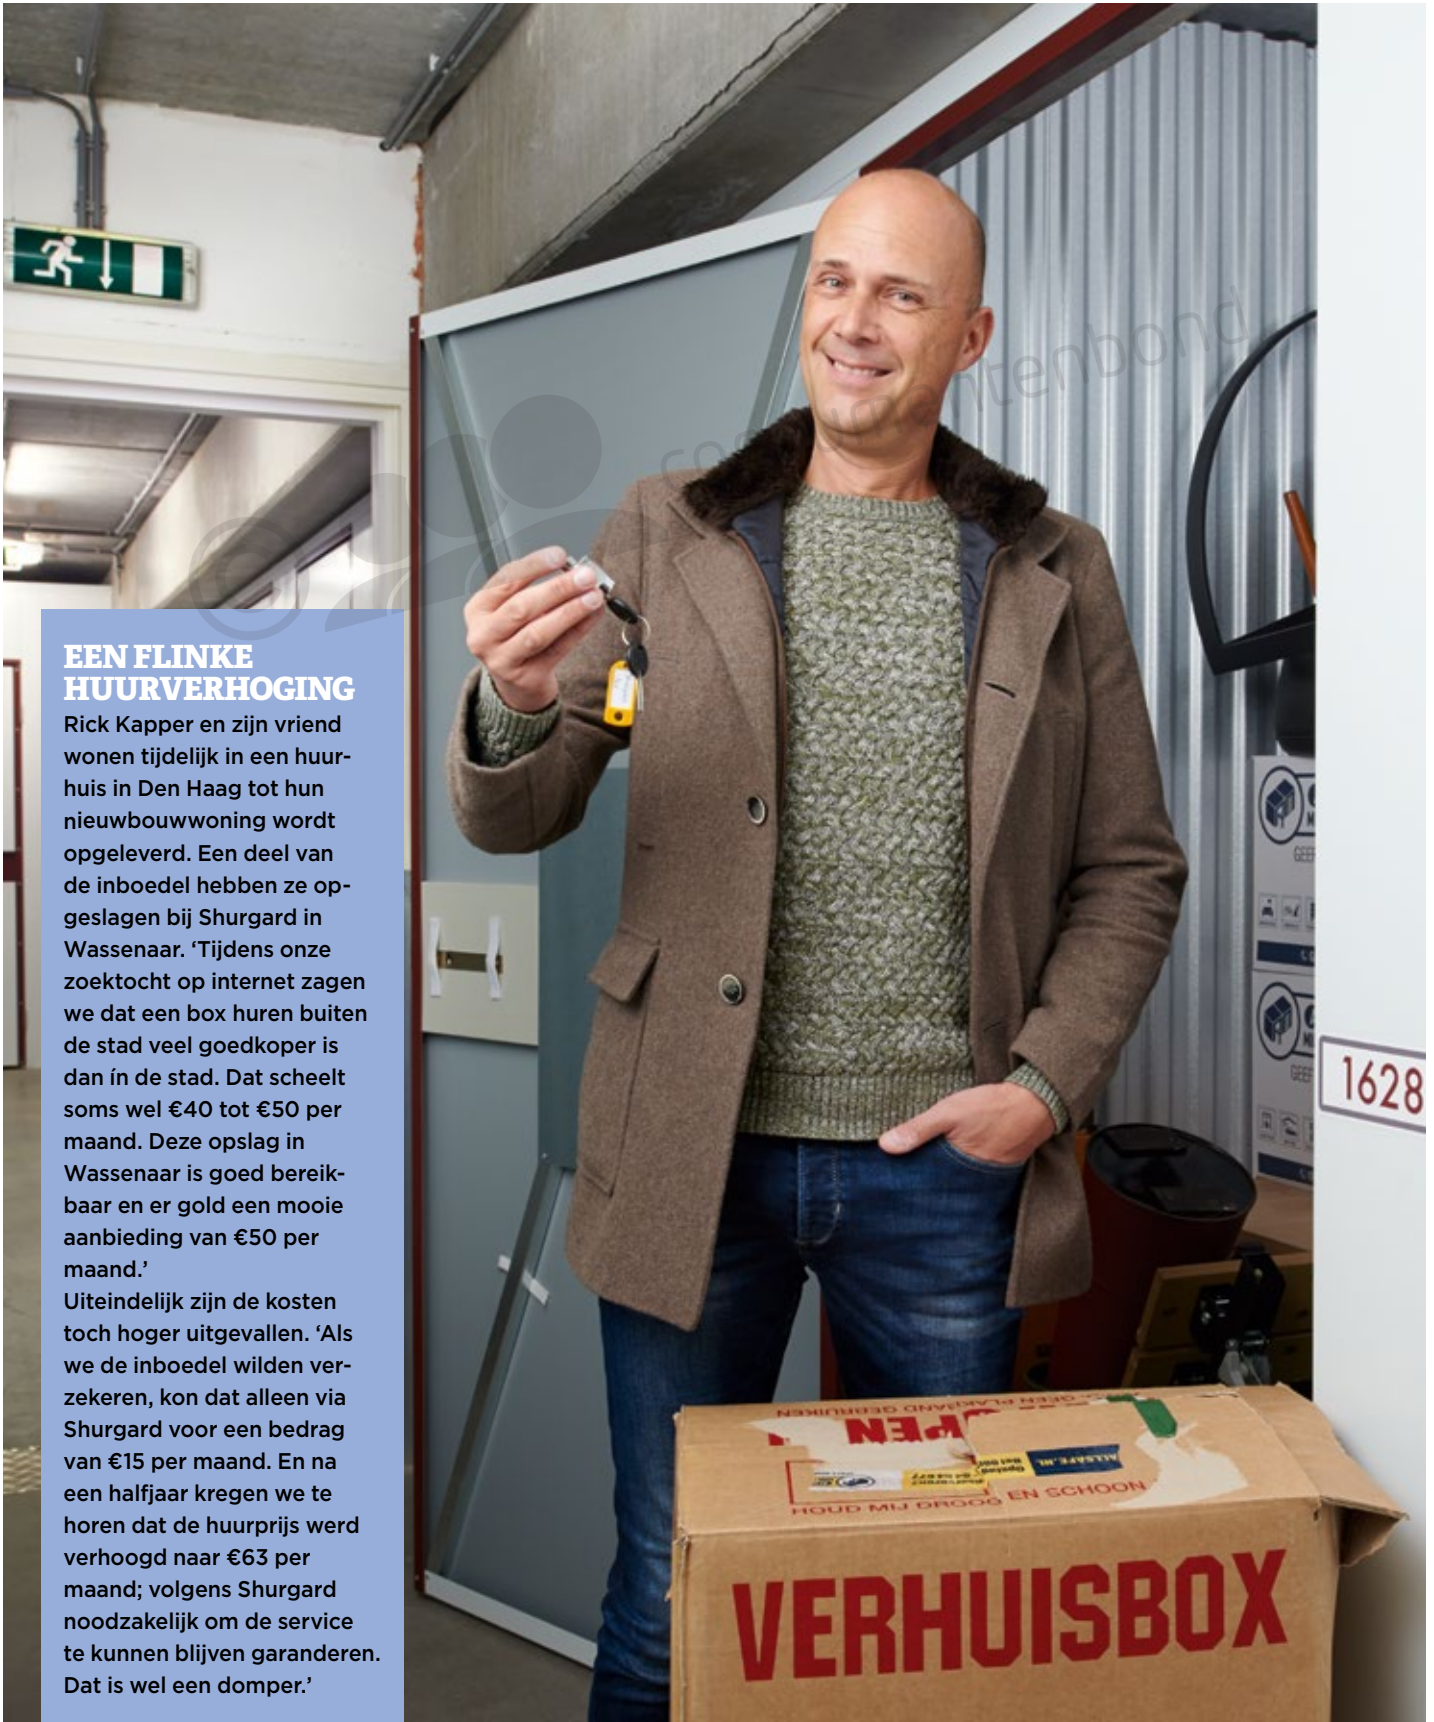 EEN FLINKE
HUURVERHOGING
Rick Kapper en zijn vriend
wonen tijdelijk in een huur-
huis in Den Haag tot hun
nieuwbouwwoning wordt
opgeleverd. Een deel van
de inboedel hebben ze op-
geslagen bij Shurgard in
Wassenaar. ‘Tijdens onze
zoektocht op internet zagen
we dat een box huren buiten
de stad veel goedkoper is
dan ín de stad. Dat scheelt
soms wel €40 tot €50 per
maand. Deze opslag in
Wassenaar is goed bereik-
baar en er gold een mooie
aanbieding van €50 per
maand.’
Uiteindelijk zijn de kosten
toch hoger uitgevallen. ‘Als
we de inboedel wilden ver-
zekeren, kon dat alleen via
Shurgard voor een bedrag
van €15 per maand. En na
een halfjaar kregen we te
horen dat de huurprijs werd
verhoogd naar €63 per
maand; volgens Shurgard
noodzakelijk om de service
te kunnen blijven garanderen.
Dat is wel een domper.’
1628
GEEN PLAKBAND GEBRUIKEN
OPEN
ALLSAFE.NL
HOUD MIJ DROOG EN SCHOON
VERHUISBOX